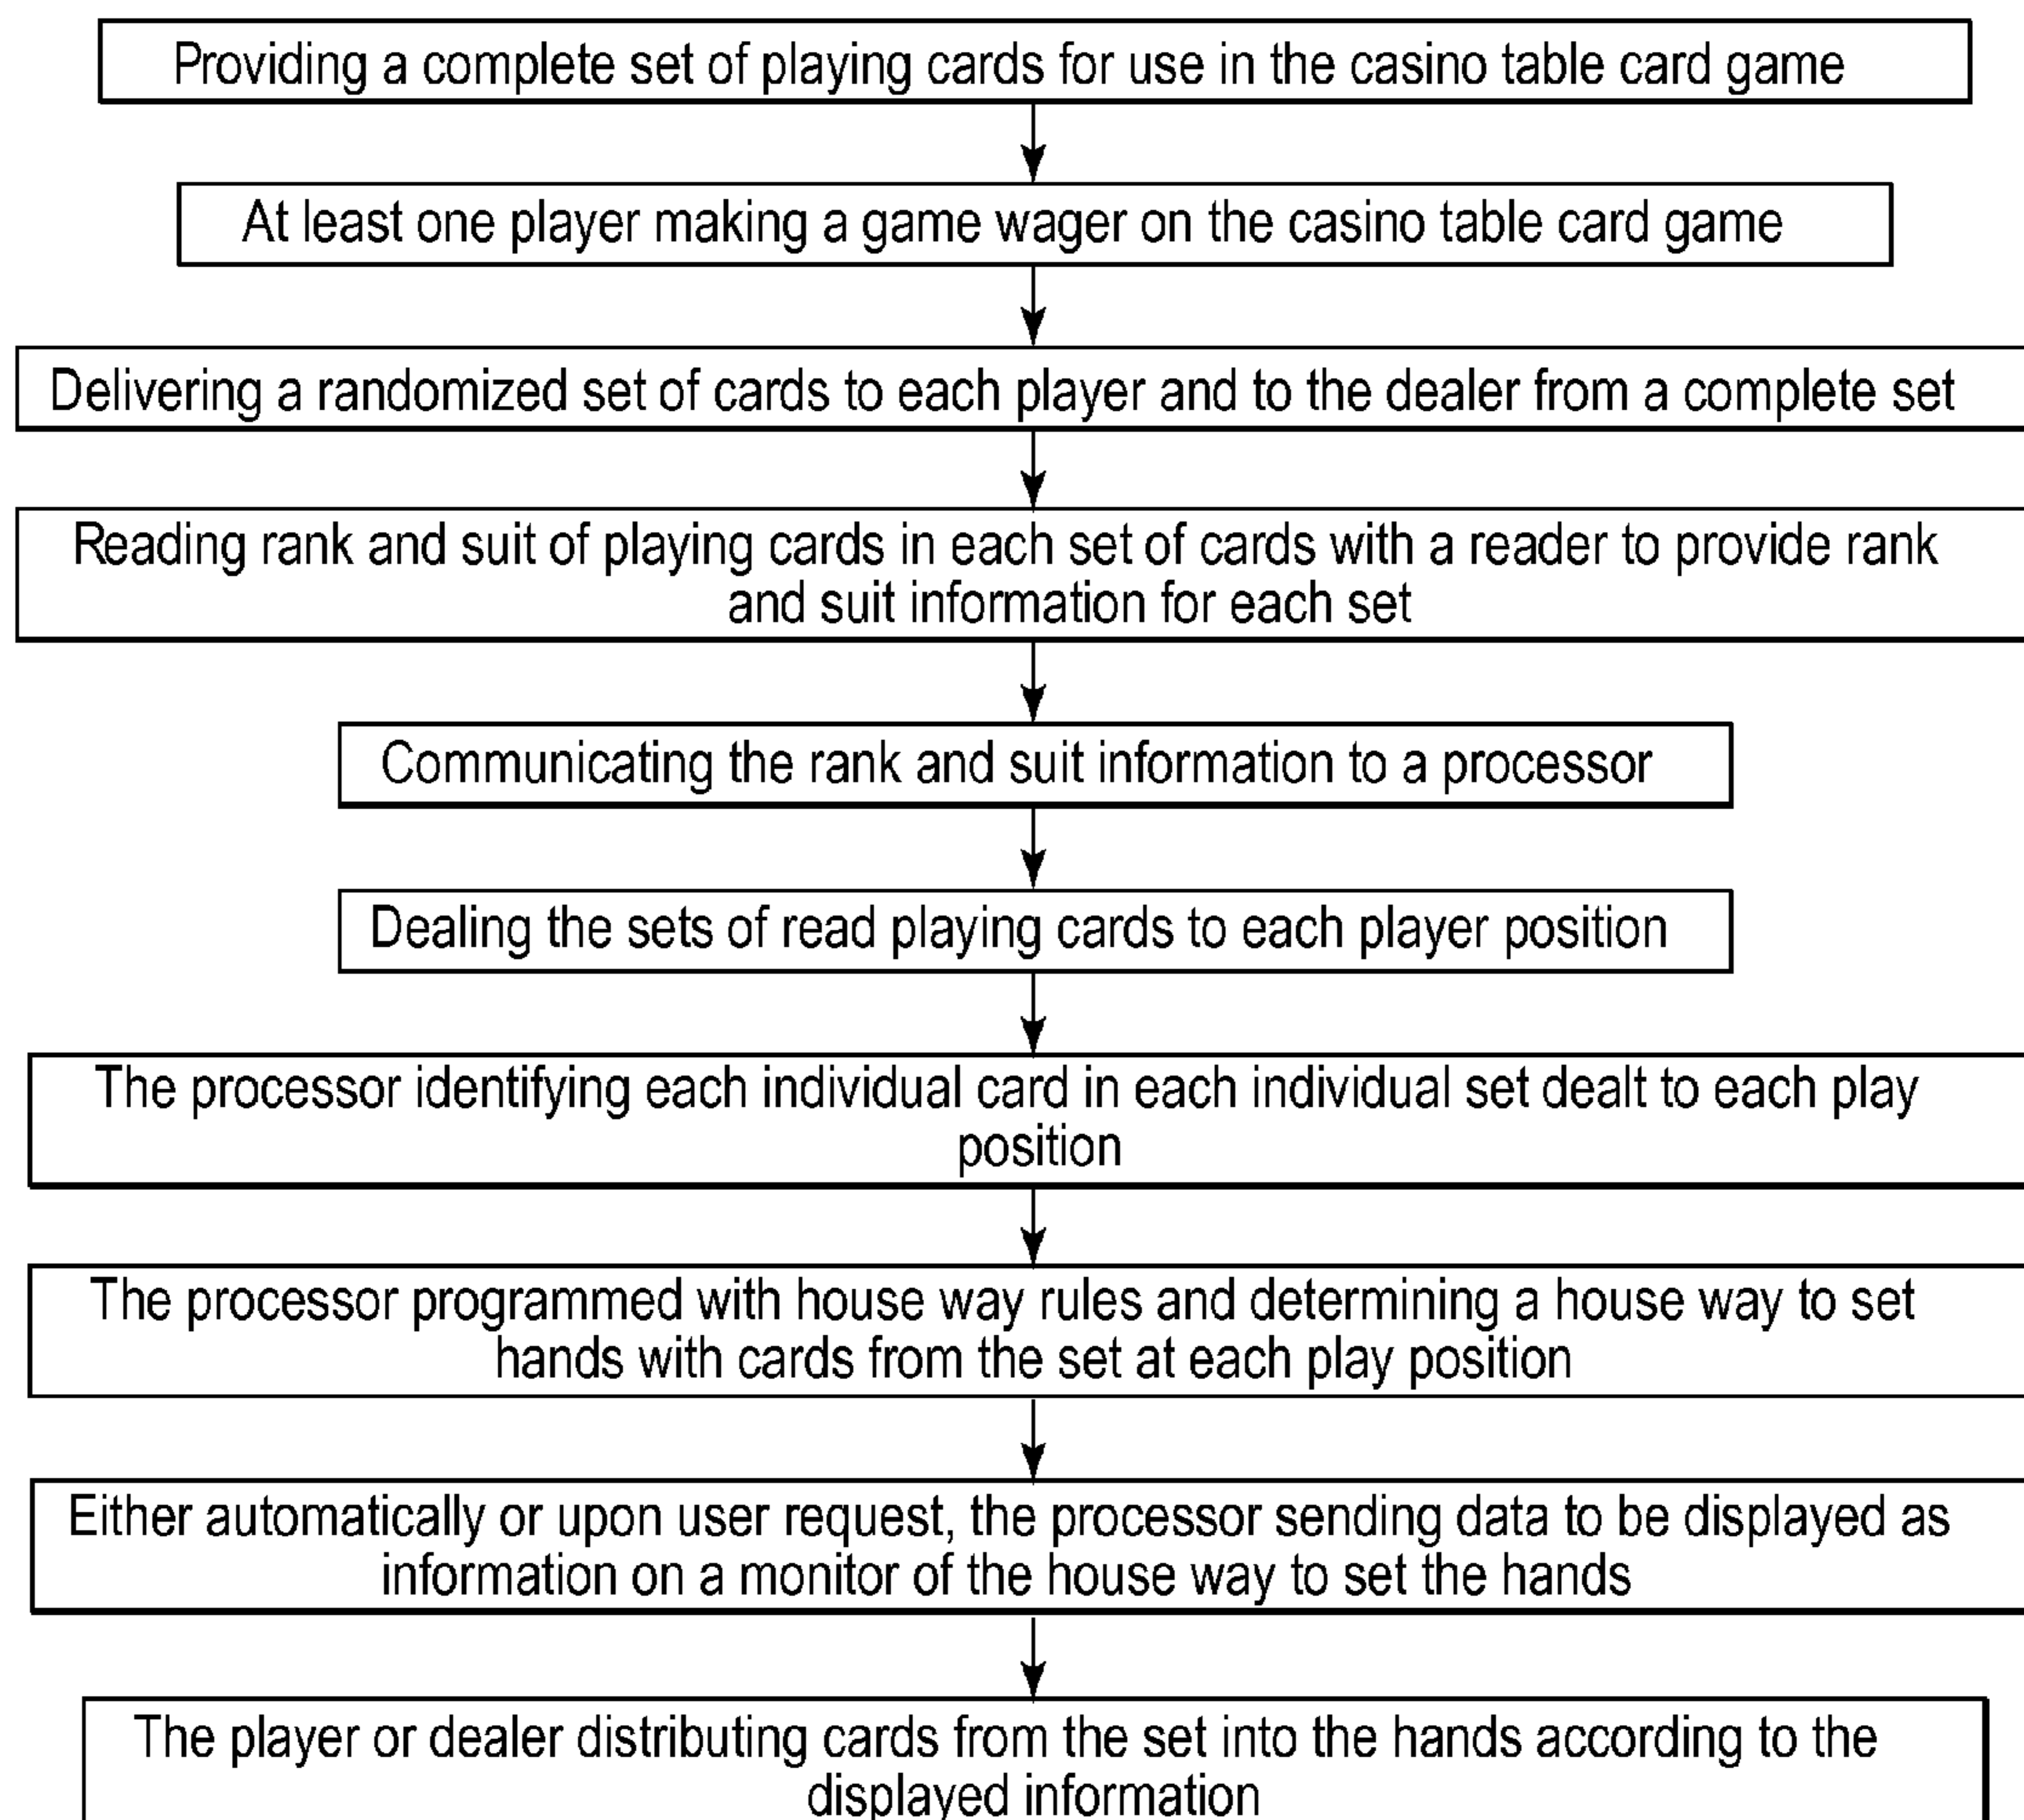 Providing a complete set of playing cards for use in the casino table card game
At least one player making a game wager on the casino table card game
Delivering a randomized set of cards to each player and to the dealer from a complete set
Reading rank and suit of playing cards in each set of cards with a reader to provide rank
and suit information for each set
Communicating the rank and suit information to a processor
Dealing the sets of read playing cards to each player position
The processor identifying each individual card in each individual set dealt to each play
position
The processor programmed with house way rules and determining a house way to set
hands with cards from the set at each play position
Either automatically or upon user request, the processor sending data to be displayed as
information on a monitor of the house way to set the hands
The player or dealer distributing cards from the set into the hands according to the
displayed information